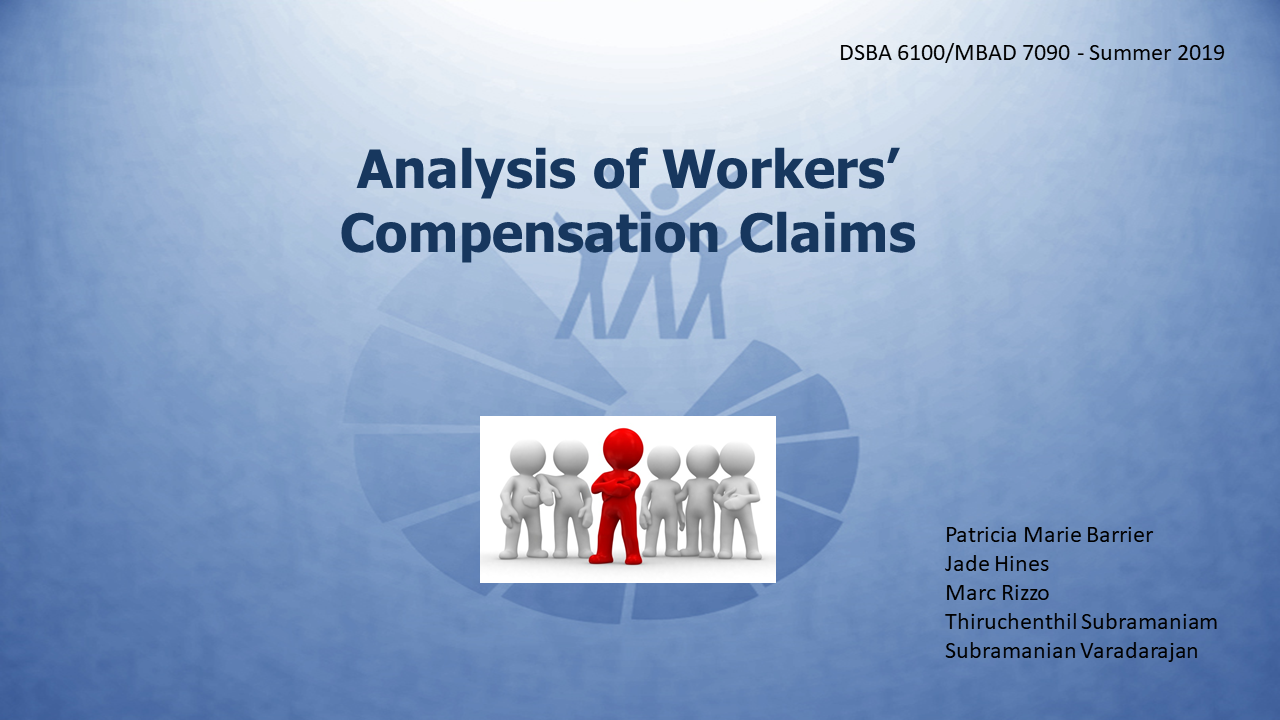 DSBA 6100/MBAD 7090 - Summer 2019
Analysis of Workers’
Compensation Claims
Patricia Marie Barrier
Jade Hines
Marc Rizzo
Thiruchenthil Subramaniam
Subramanian Varadarajan